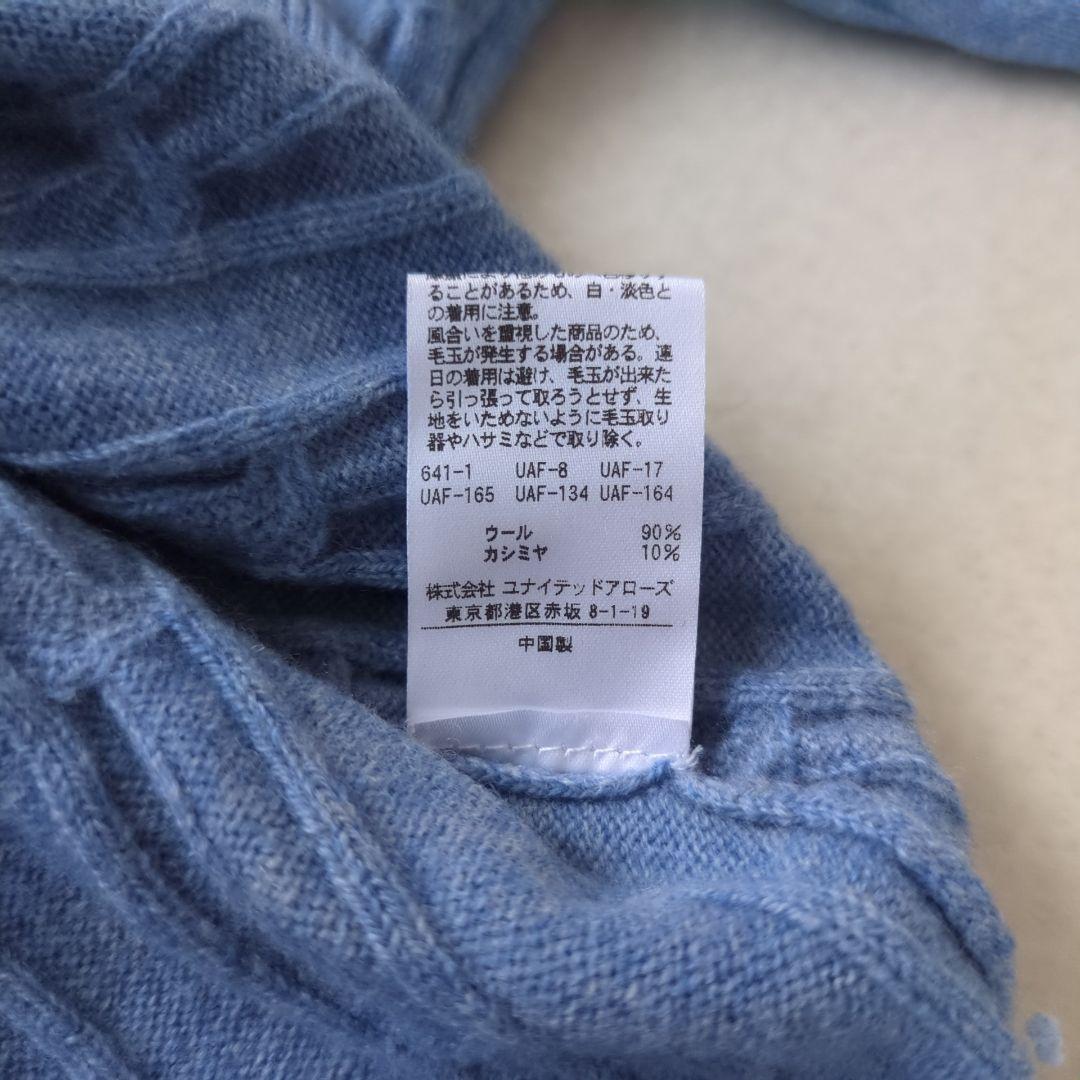 ることがあるため、白・淡色と
の着用に注意。
風合いを重視した商品のため、
毛玉が発生する場合がある。連
日の着用は避け、毛玉が出来た
ら引っ張って取ろうとせず、生
地をいためないように毛玉取り
器やハサミなどで取り除く。
641-1 UAF-8 UAF-17
UAF-165 UAF-134 UAF-164
ウール 90%
カシミヤ 10%
株式会社 ユナイテッドアローズ
東京都港区赤坂 8-1-19
中国製